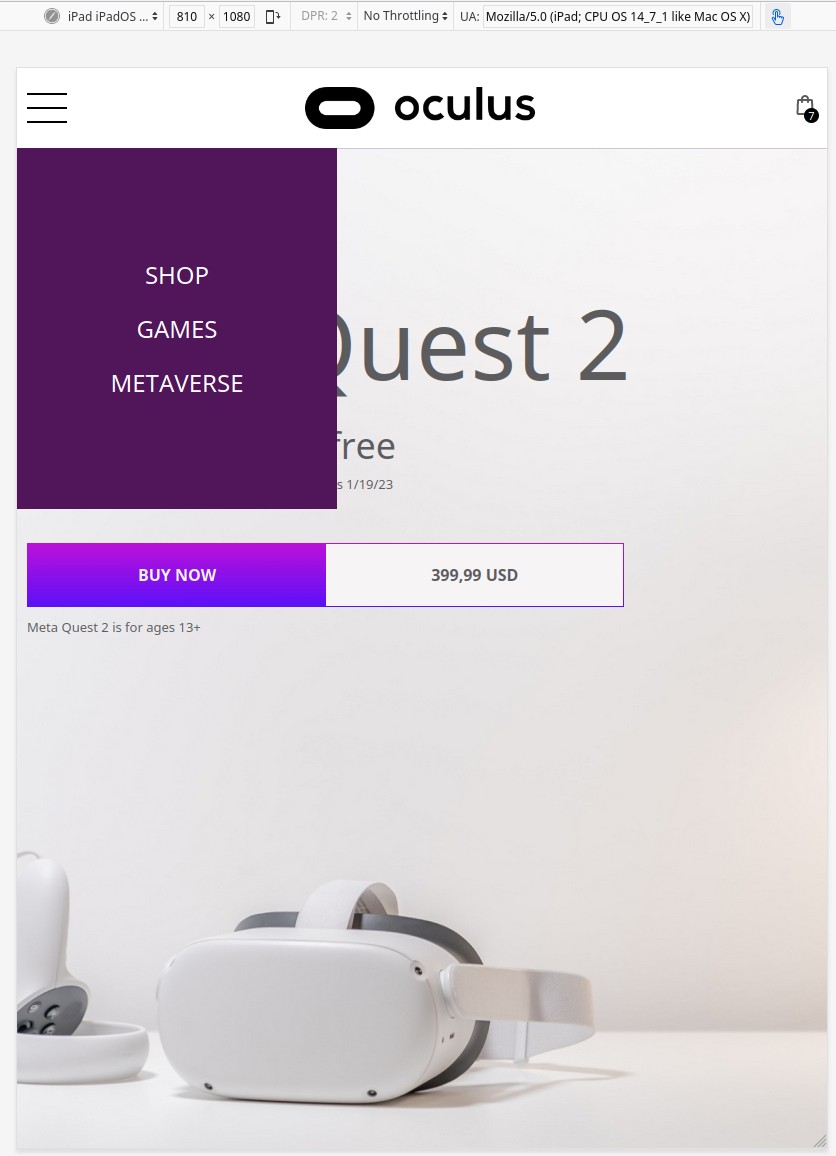 iPad iPadOS ... 810 × 1080 DPR: 2 No Throttling UA: Mozilla/5.0 (iPad; CPU OS 14_7_1 like Mac OS X)
oculus
7
SHOP
GAMES
Quest 2
METAVERSE
free
s 1/19/23
BUY NOW 399,99 USD
Meta Quest 2 is for ages 13+